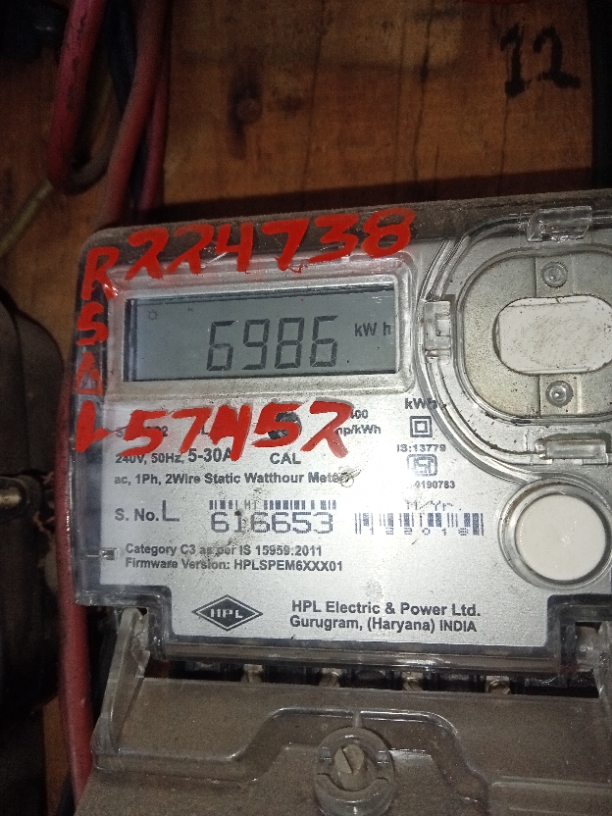 12
R224738
6986 kW h
L57452
kWh
240V, 50Hz, 5-30A
CAL
IS:13779
ac, 1Ph, 2Wire Static Watthour Meter
S. No. L 616653
M/Yr.
Category C3 as per IS 15959:2011
Firmware Version: HPLSPEM6XXX01
HPL
HPL Electric & Power Ltd.
Gurugram, (Haryana) INDIA